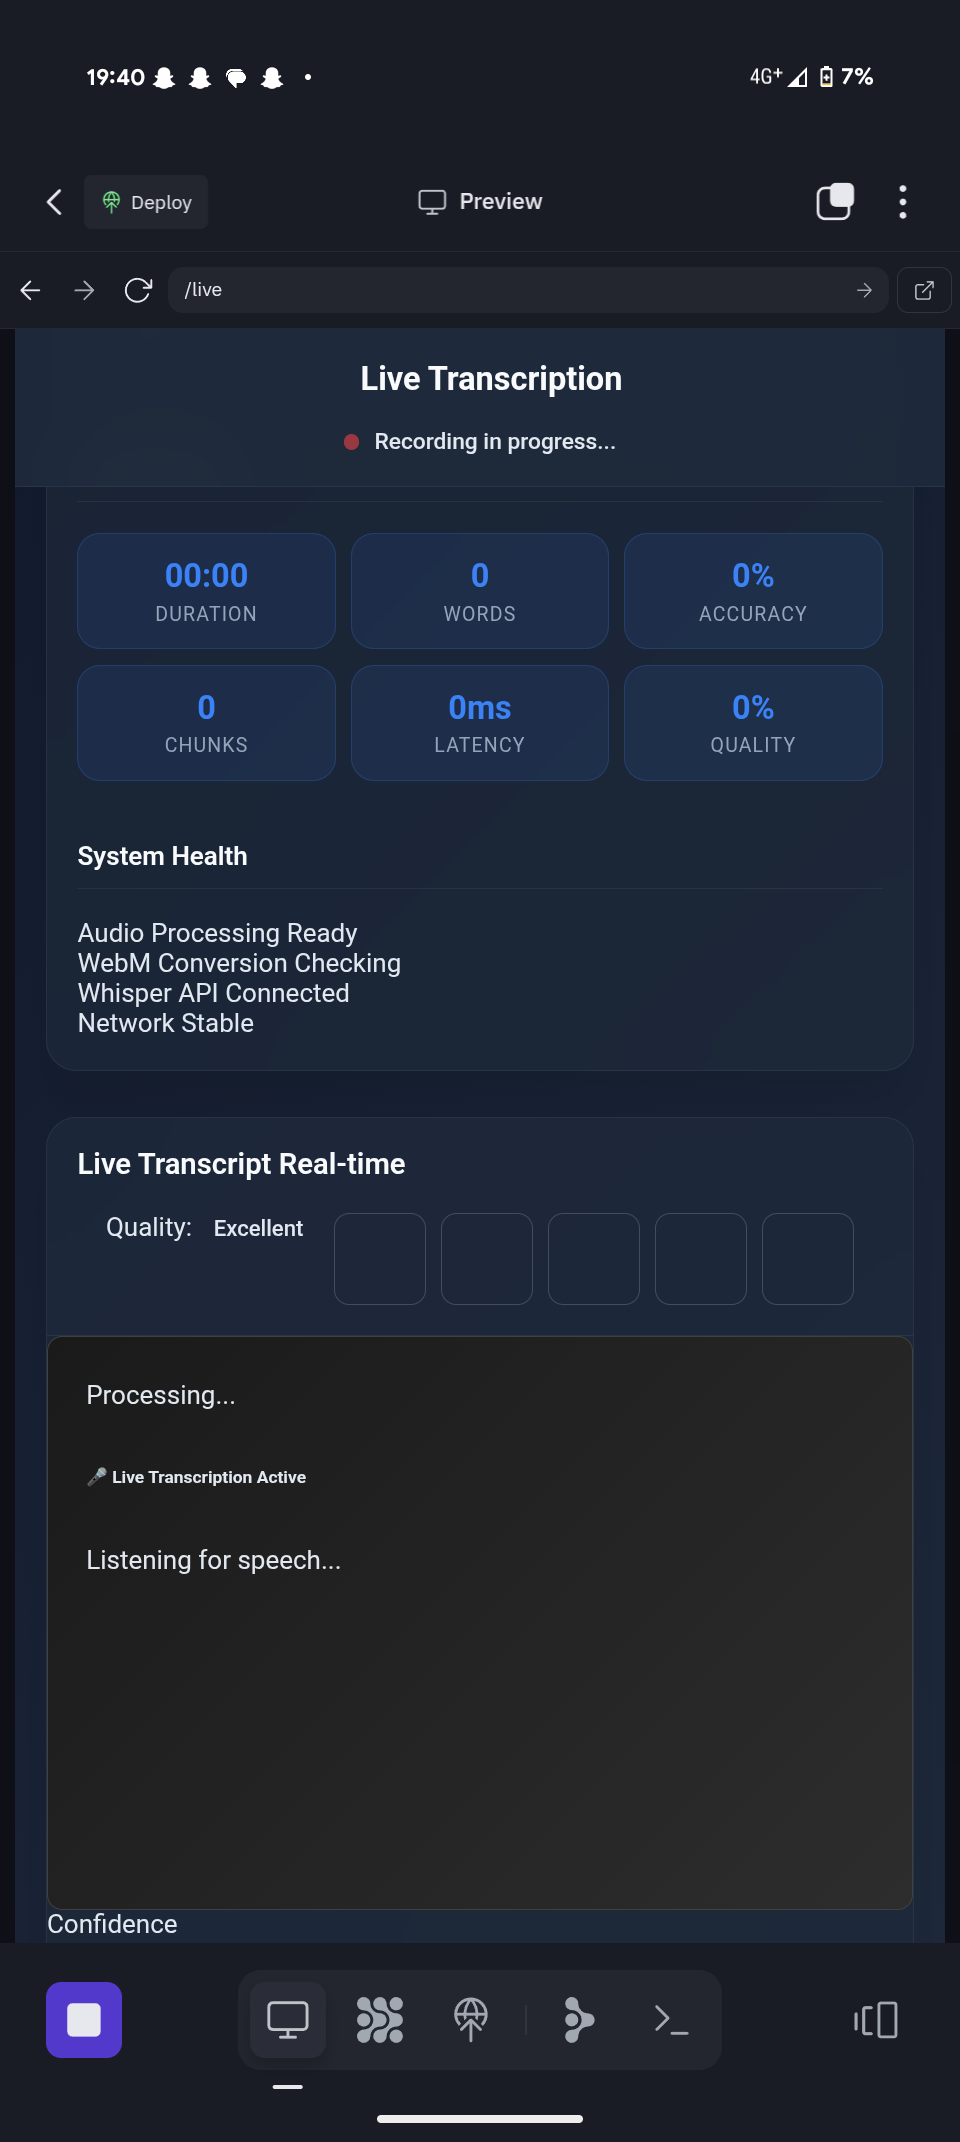 19:40
4G+
7%
Deploy
Preview
/live
Live Transcription
Recording in progress...
00:00
DURATION
0
WORDS
0%
ACCURACY
0
CHUNKS
0ms
LATENCY
0%
QUALITY
System Health
Audio Processing Ready
WebM Conversion Checking
Whisper API Connected
Network Stable
Live Transcript Real-time
Quality: Excellent
Processing...
🎤 Live Transcription Active
Listening for speech...
Confidence